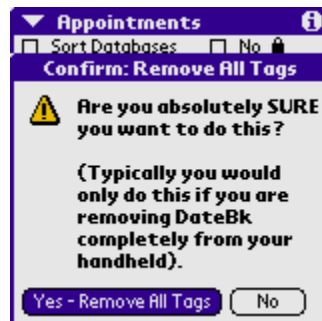 Appointments
Sort Databases No
Confirm: Remove All Tags
Are you absolutely SURE
you want to do this?
(Typically you would
only do this if you are
removing DateBk
completely from your
handheld).
Yes - Remove All Tags No